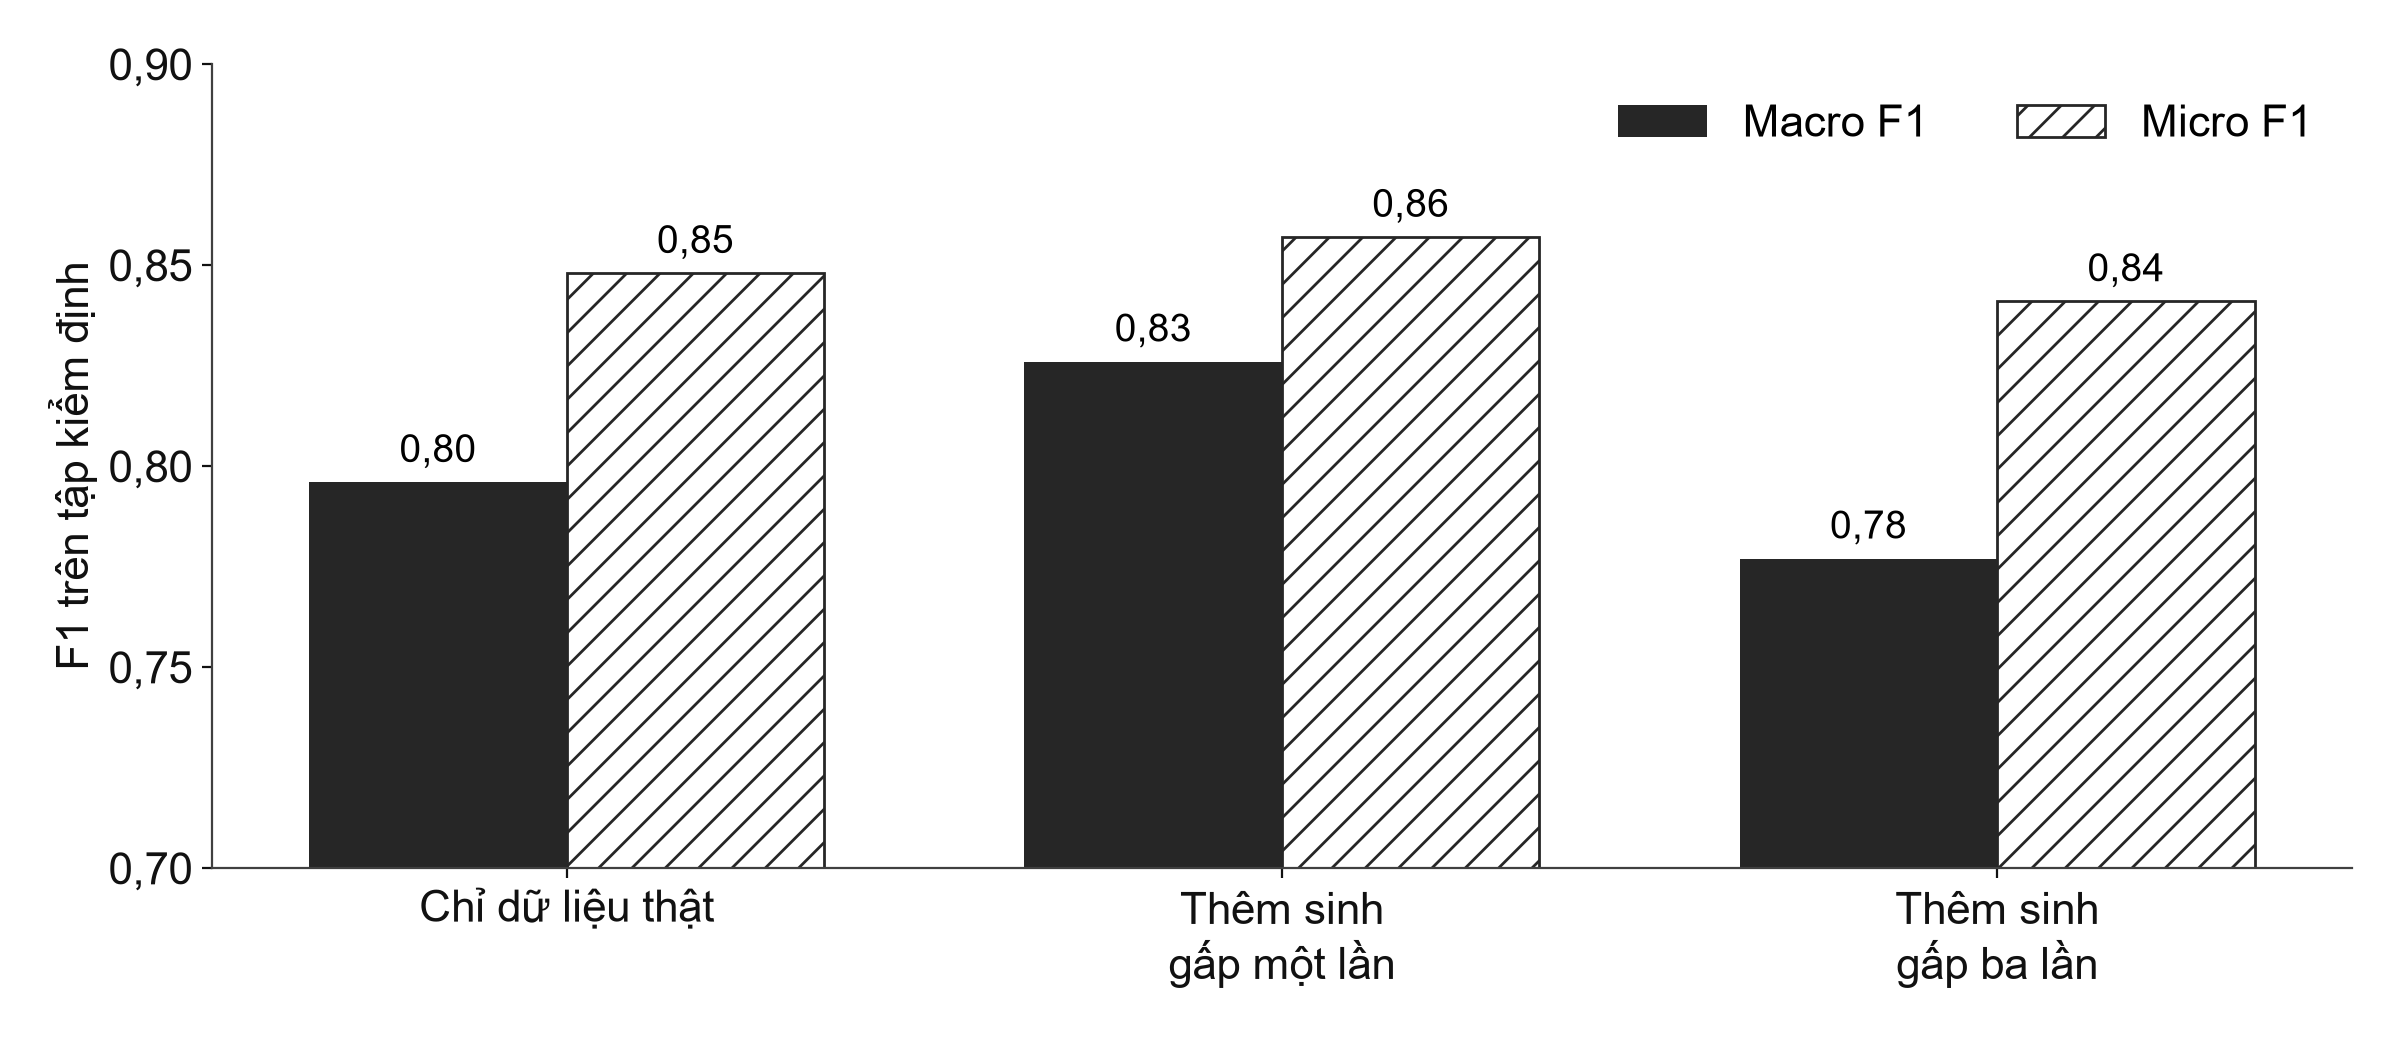 F1 trên tập kiểm định
0,90
0,85
0,80
0,75
0,70
Macro F1
Micro F1
0,80
0,85
0,83
0,86
0,78
0,84
Chỉ dữ liệu thật
Thêm sinh
gấp một lần
Thêm sinh
gấp ba lần